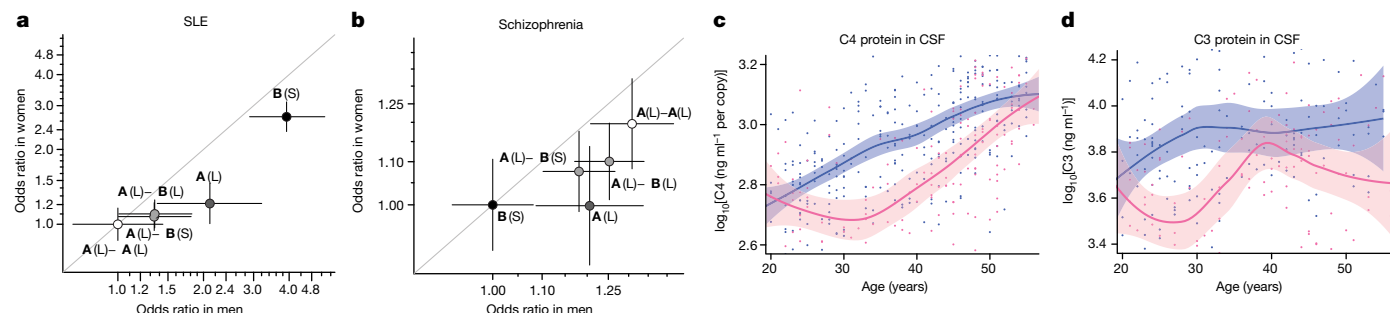 a
SLE
Odds ratio in women
4.8
4.0
3.0
2.4
2.0
1.5
1.2
1.0
B(S)
A(L)
A(L)– B(L)
A(L)– B(S)
A(L)– A(L)
1.0 1.2 1.5 2.0 2.4 3.0 4.0 4.8
Odds ratio in men
b
Schizophrenia
Odds ratio in women
1.25
1.10
1.00
A(L)–A(L)
A(L)– B(S)
A(L)– B(L)
B(S)
A(L)
1.00 1.10 1.25
Odds ratio in men
c
C4 protein in CSF
log10[C4 (ng ml–1 per copy)]
3.2
3.0
2.8
2.6
20 30 40 50
Age (years)
d
C3 protein in CSF
log10[C3 (ng ml–1)]
4.2
4.0
3.8
3.6
3.4
20 30 40 50
Age (years)